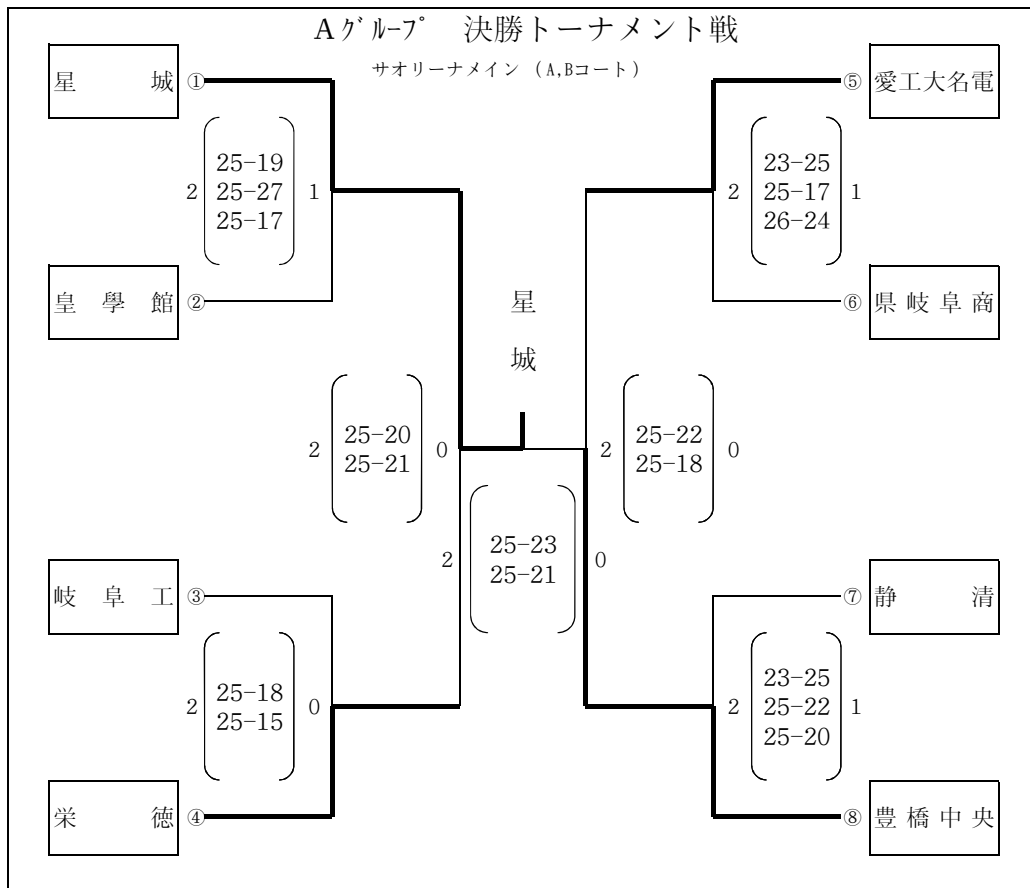 Aグループ 決勝トーナメント戦
サオリーナメイン (A,Bコート)
星城 ①
2 25-19 25-27 25-17 1
皇學館 ②
2 25-20 25-21 0
岐阜工 ③
2 25-18 25-15 0
栄徳 ④
星城
2 25-23 25-21 0
⑤ 愛工大名電
2 23-25 25-17 26-24 1
⑥ 県岐阜商
2 25-22 25-18 0
⑦ 静清
2 23-25 25-22 25-20 1
⑧ 豊橋中央